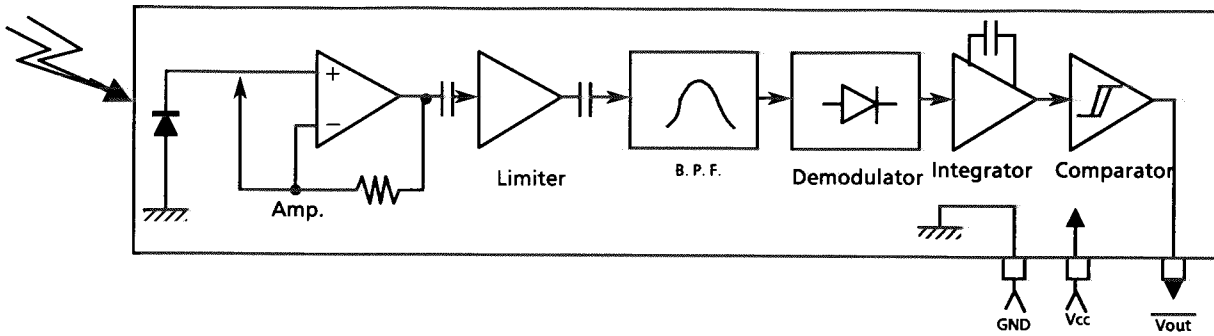 +
−
Amp.
Limiter
B. P. F.
Demodulator
Integrator
Comparator
GND
Vcc
Vout